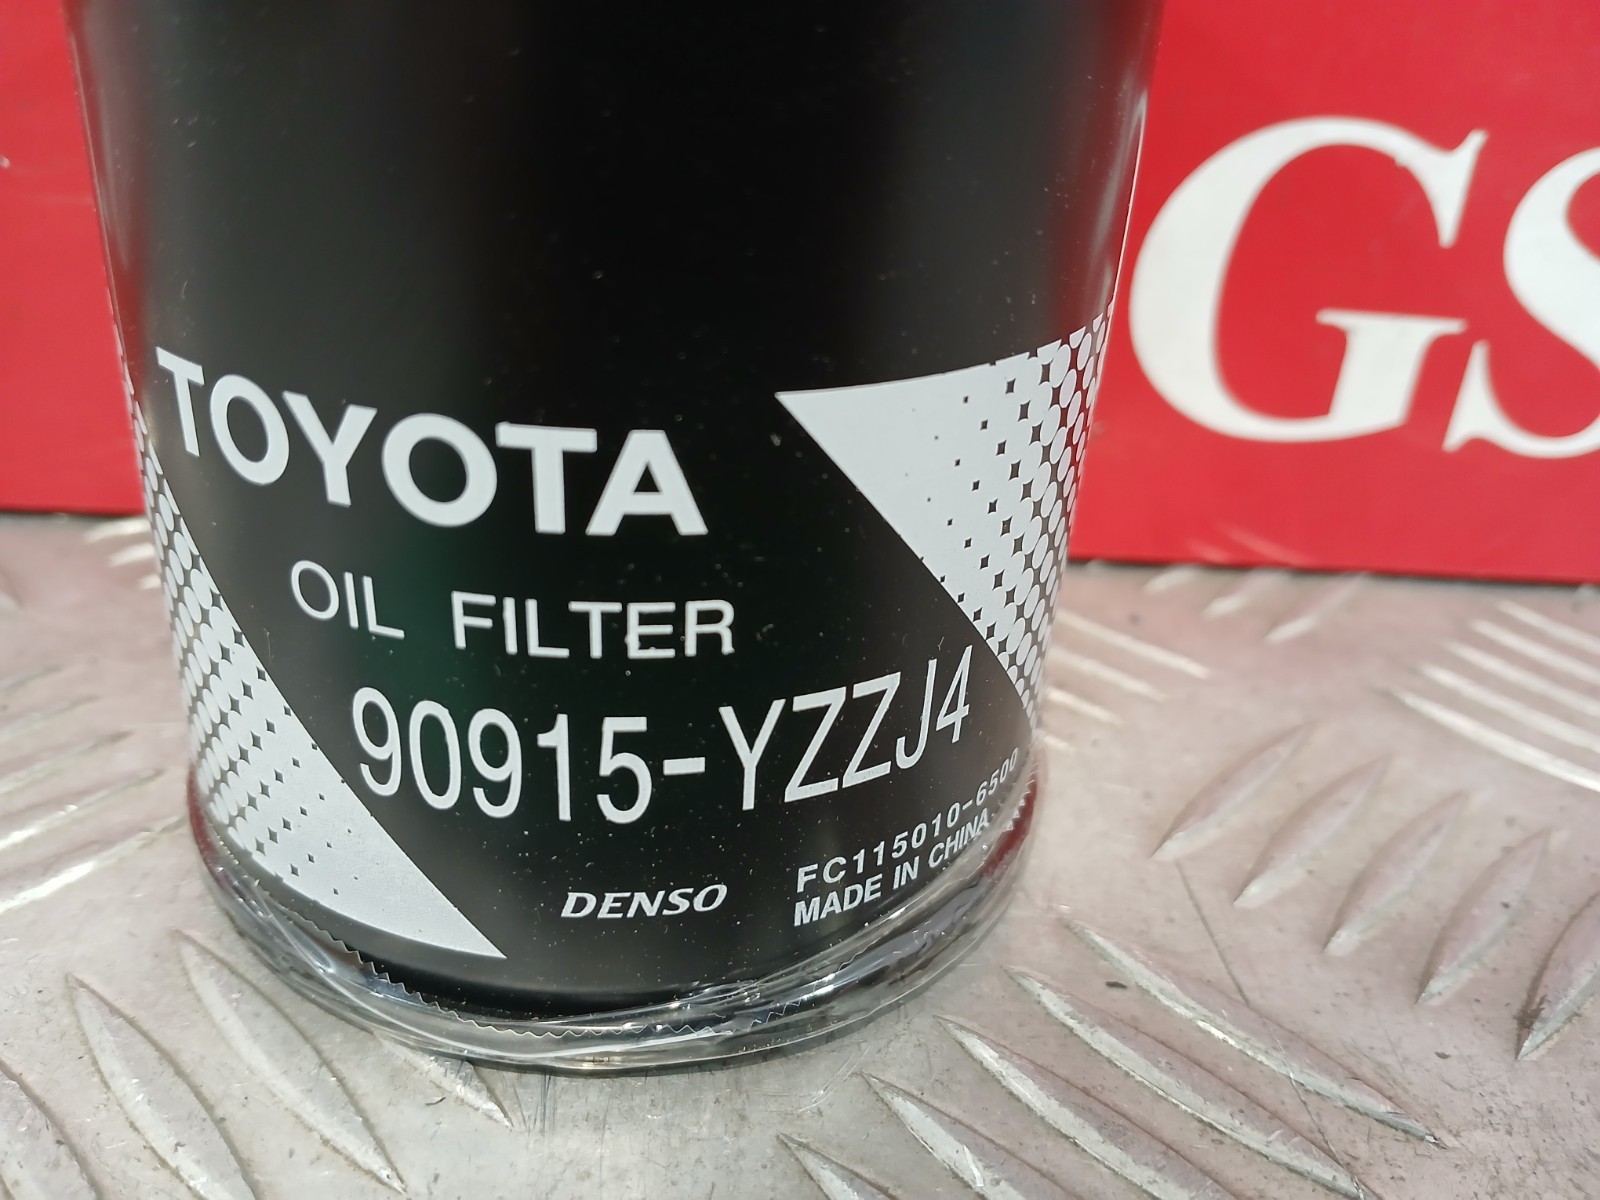 TOYOTA
OIL FILTER
90915-YZZJ4
DENSO
FC115010-6500
MADE IN CHINA
GS